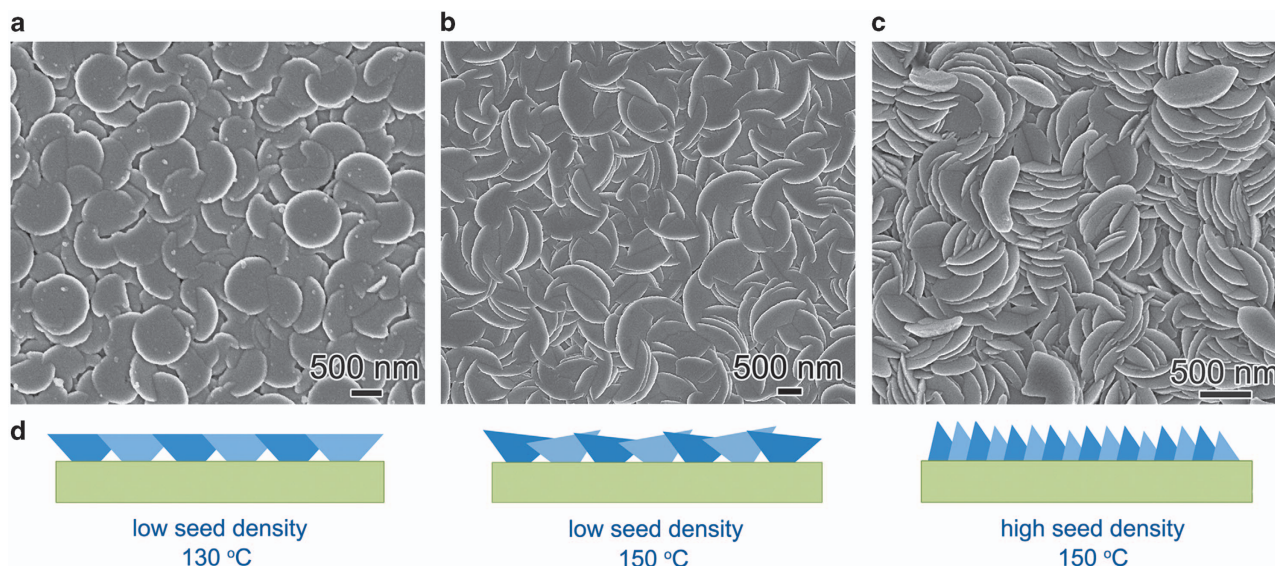 a
b
c
500 nm
500 nm
500 nm
d
low seed density
130 °C
low seed density
150 °C
high seed density
150 °C